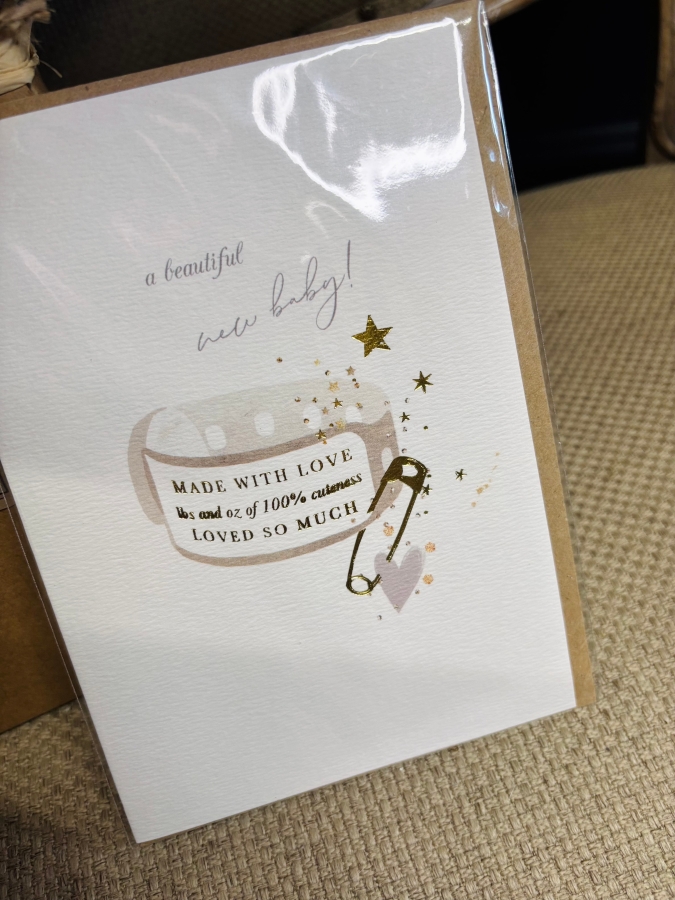 a beautiful
new baby!
MADE WITH LOVE
lbs and oz of 100% cuteness
LOVED SO MUCH